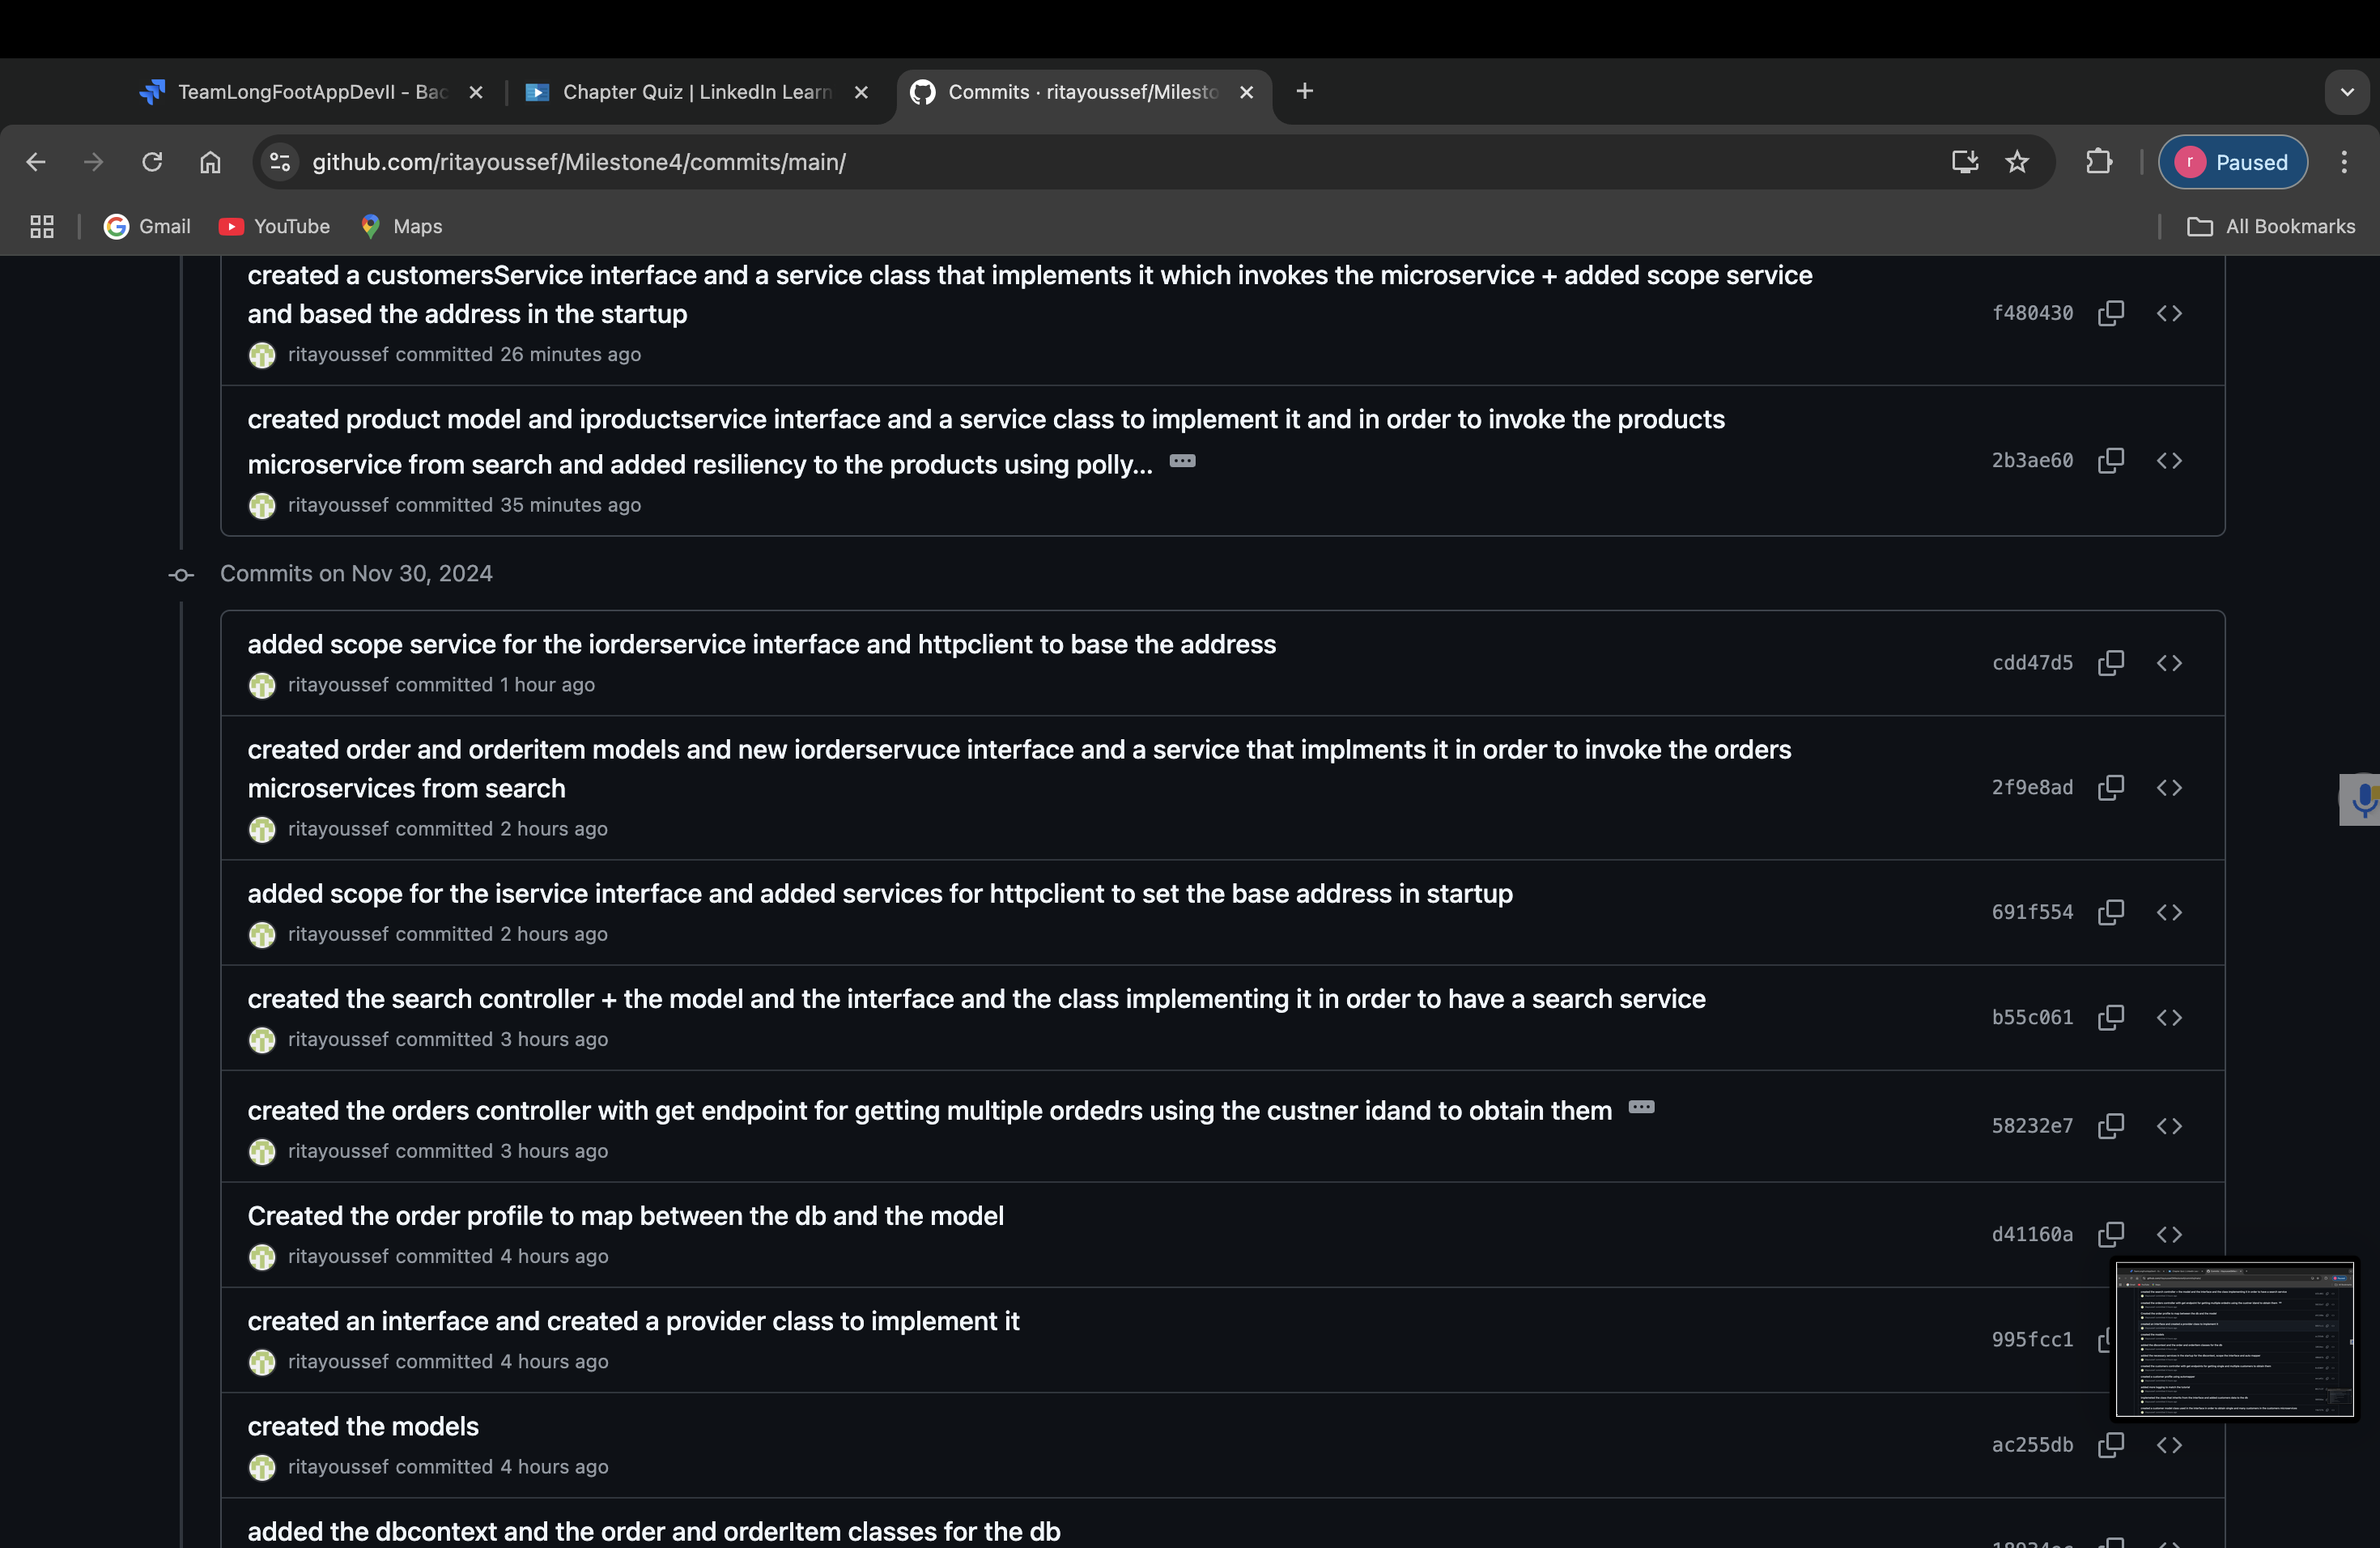 TeamLongFootAppDevII - Bac
Chapter Quiz | LinkedIn Learn
Commits · ritayoussef/Milesto
github.com/ritayoussef/Milestone4/commits/main/
r Paused
Gmail
YouTube
Maps
All Bookmarks
created a customersService interface and a service class that implements it which invokes the microservice + added scope service
and based the address in the startup
f480430
ritayoussef committed 26 minutes ago
created product model and iproductservice interface and a service class to implement it and in order to invoke the products
microservice from search and added resiliency to the products using polly...
2b3ae60
ritayoussef committed 35 minutes ago
Commits on Nov 30, 2024
added scope service for the iorderservice interface and httpclient to base the address
cdd47d5
ritayoussef committed 1 hour ago
created order and orderitem models and new iorderservuce interface and a service that implments it in order to invoke the orders
microservices from search
2f9e8ad
ritayoussef committed 2 hours ago
added scope for the iservice interface and added services for httpclient to set the base address in startup
691f554
ritayoussef committed 2 hours ago
created the search controller + the model and the interface and the class implementing it in order to have a search service
b55c061
ritayoussef committed 3 hours ago
created the orders controller with get endpoint for getting multiple ordedrs using the custner idand to obtain them
58232e7
ritayoussef committed 3 hours ago
Created the order profile to map between the db and the model
d41160a
ritayoussef committed 4 hours ago
created an interface and created a provider class to implement it
995fcc1
ritayoussef committed 4 hours ago
created the models
ac255db
ritayoussef committed 4 hours ago
added the dbcontext and the order and orderItem classes for the db